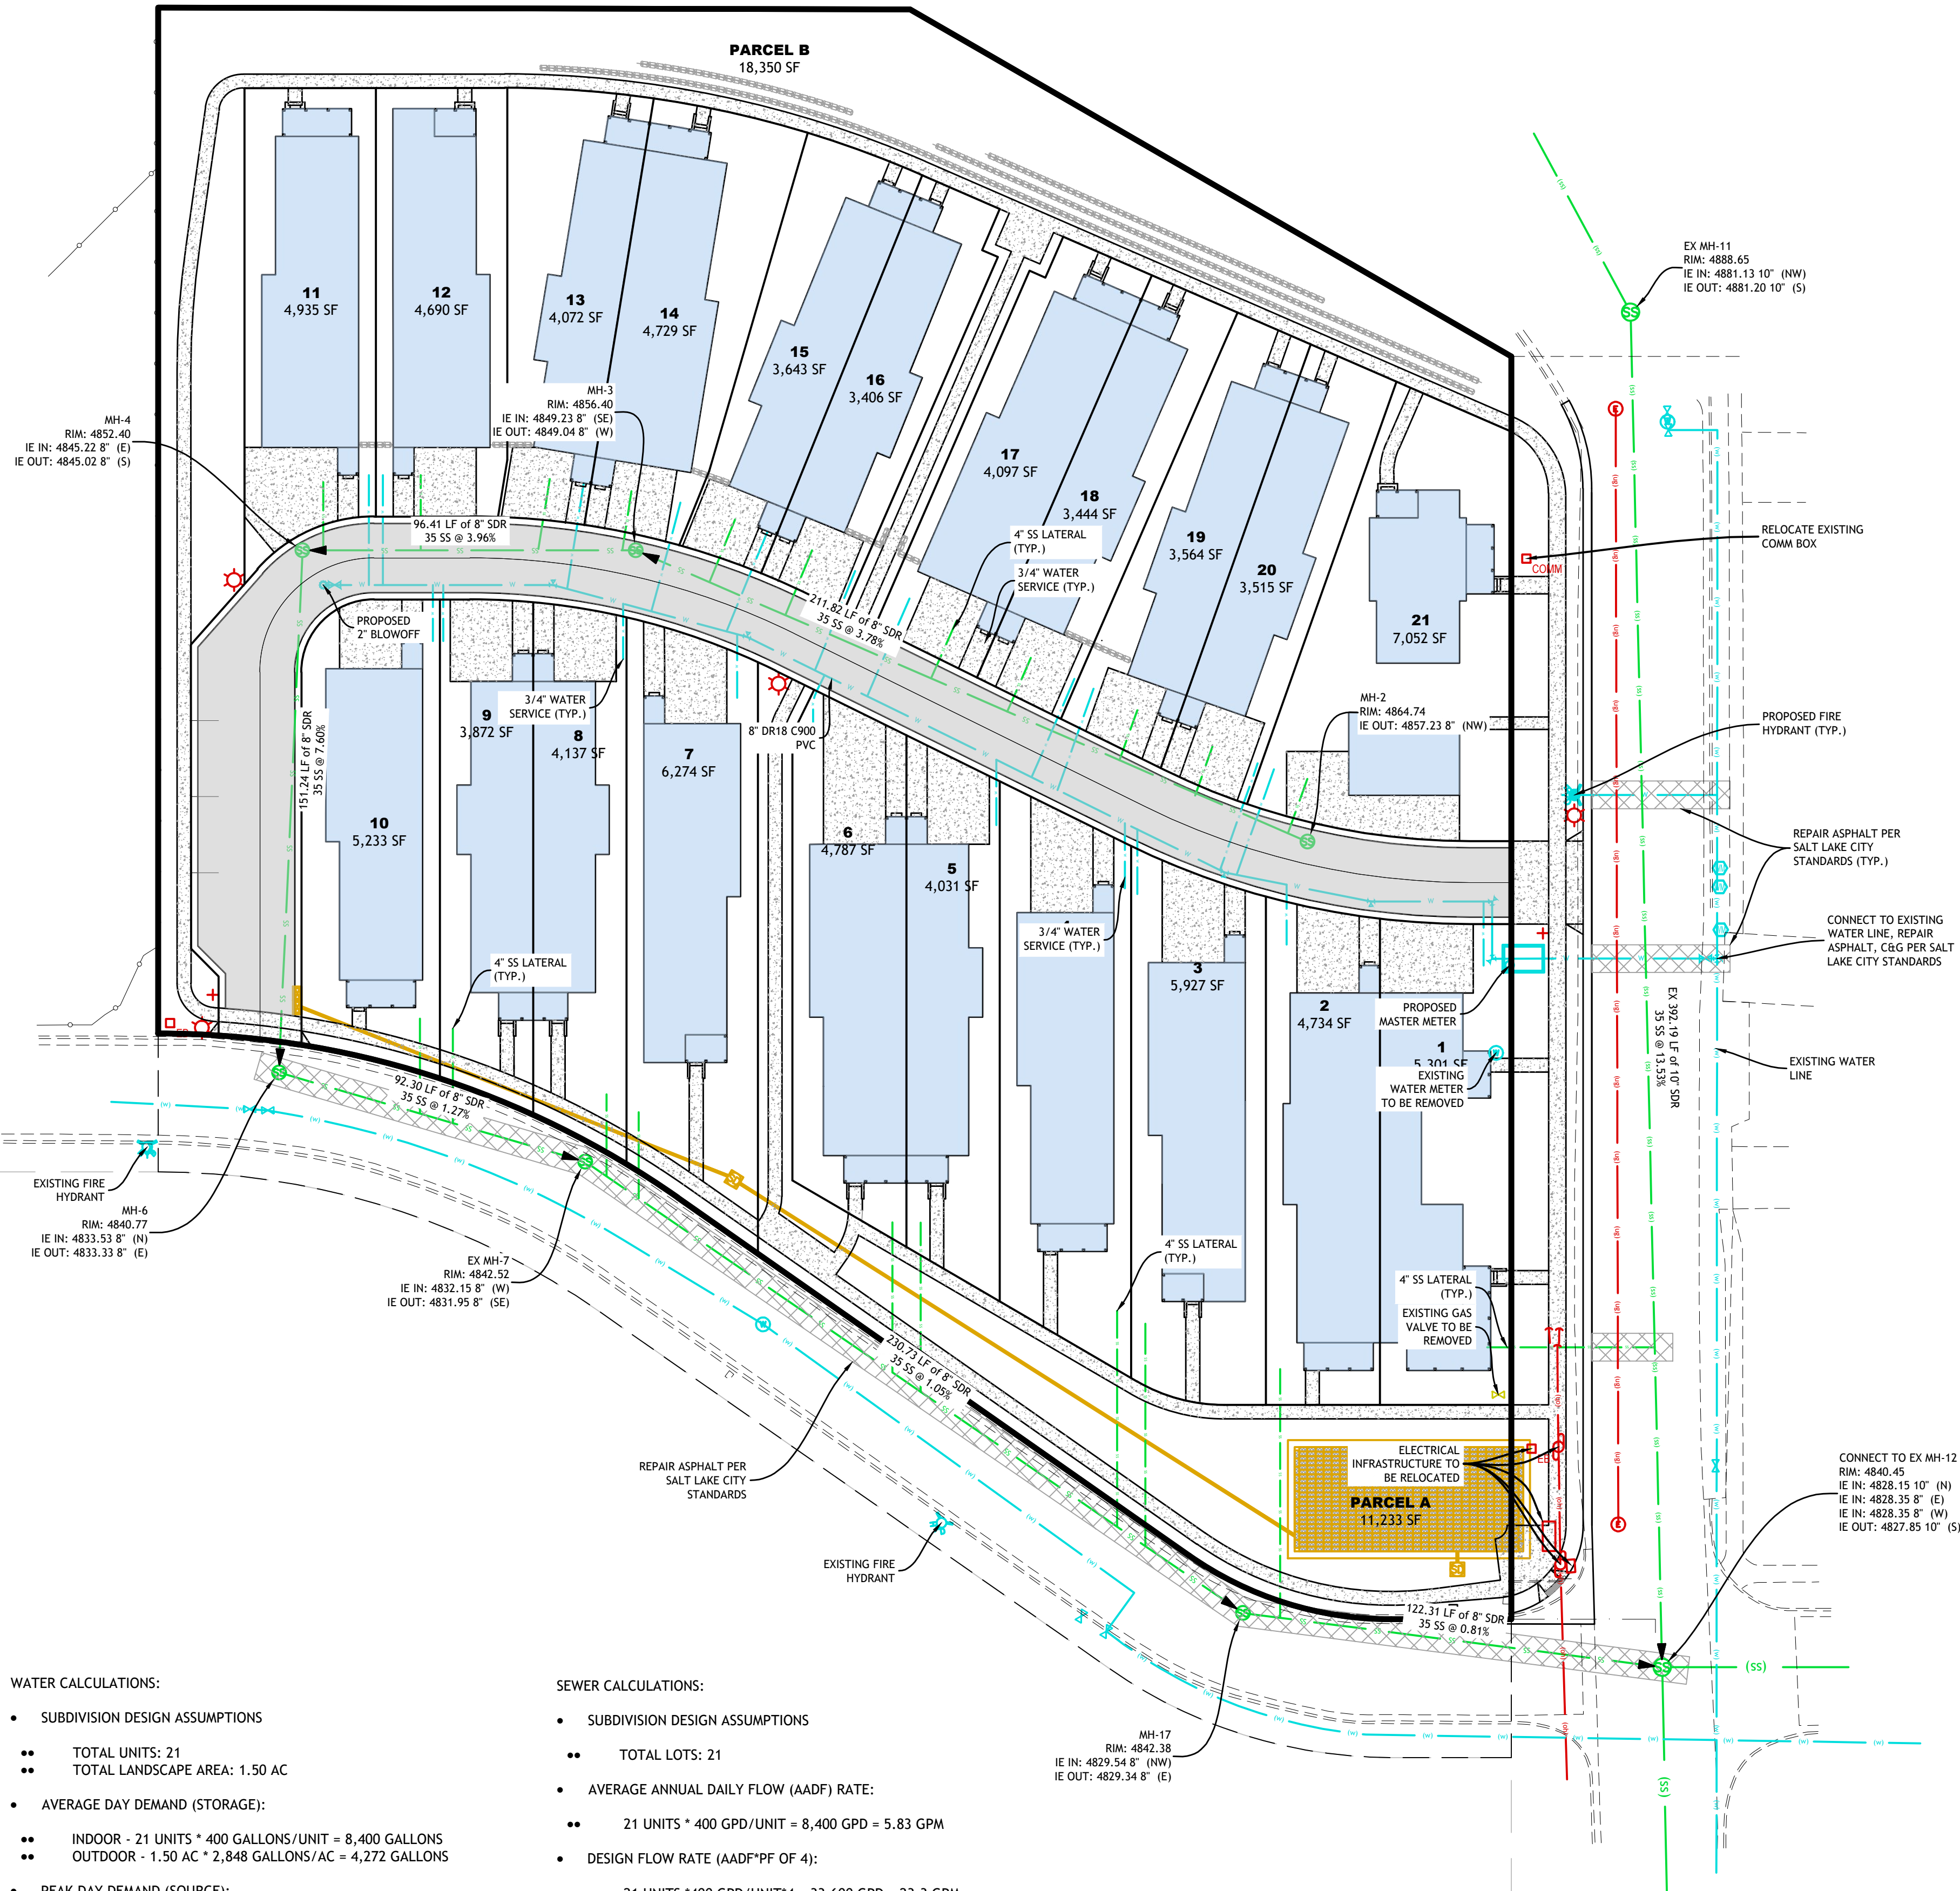 PARCEL B
18,350 SF
EX MH-11
RIM: 4888.65
IE IN: 4881.13 10" (NW)
IE OUT: 4881.20 10" (S)
11
4,935 SF
12
4,690 SF
13
4,072 SF
14
4,729 SF
15
3,643 SF
16
3,406 SF
17
4,097 SF
18
3,444 SF
19
3,564 SF
20
3,515 SF
21
7,052 SF
MH-3
RIM: 4856.40
IE IN: 4849.23 8" (SE)
IE OUT: 4849.04 8" (W)
MH-4
RIM: 4852.40
IE IN: 4845.22 8" (E)
IE OUT: 4845.02 8" (S)
96.41 LF of 8" SDR
35 SS @ 3.96%
4" SS LATERAL
(TYP.)
3/4" WATER
SERVICE (TYP.)
RELOCATE EXISTING
COMM BOX
COMM
211.82 LF of 8" SDR
35 SS @ 3.78%
PROPOSED
2" BLOWOFF
MH-2
RIM: 4864.74
IE OUT: 4857.23 8" (NW)
PROPOSED FIRE
HYDRANT (TYP.)
3/4" WATER
SERVICE (TYP.)
8" DR18 C900
PVC
151.24 LF of 8" SDR
35 SS @ 7.60%
10
5,233 SF
9
3,872 SF
8
4,137 SF
7
6,274 SF
6
4,787 SF
5
4,031 SF
REPAIR ASPHALT PER
SALT LAKE CITY
STANDARDS (TYP.)
3/4" WATER
SERVICE (TYP.)
CONNECT TO EXISTING
WATER LINE, REPAIR
ASPHALT, C&G PER SALT
LAKE CITY STANDARDS
4" SS LATERAL
(TYP.)
3
5,927 SF
2
4,734 SF
1
5,301 SF
PROPOSED
MASTER METER
EXISTING
WATER METER
TO BE REMOVED
EX 392.19 LF of 10" SDR
35 SS @ 13.53%
EXISTING WATER
LINE
92.30 LF of 8" SDR
35 SS @ 1.27%
EXISTING FIRE
HYDRANT
MH-6
RIM: 4840.77
IE IN: 4833.53 8" (N)
IE OUT: 4833.33 8" (E)
EX MH-7
RIM: 4842.52
IE IN: 4832.15 8" (W)
IE OUT: 4831.95 8" (SE)
4" SS LATERAL
(TYP.)
4" SS LATERAL
(TYP.)
EXISTING GAS
VALVE TO BE
REMOVED
230.73 LF of 8" SDR
35 SS @ 1.05%
REPAIR ASPHALT PER
SALT LAKE CITY
STANDARDS
ELECTRICAL
INFRASTRUCTURE TO
BE RELOCATED
PARCEL A
11,233 SF
CONNECT TO EX MH-12
RIM: 4840.45
IE IN: 4828.15 10" (N)
IE IN: 4828.35 8" (E)
IE IN: 4828.35 8" (W)
IE OUT: 4827.85 10" (S)
EXISTING FIRE
HYDRANT
122.31 LF of 8" SDR
35 SS @ 0.81%
MH-17
RIM: 4842.38
IE IN: 4829.54 8" (NW)
IE OUT: 4829.34 8" (E)
WATER CALCULATIONS:
• SUBDIVISION DESIGN ASSUMPTIONS
•• TOTAL UNITS: 21
•• TOTAL LANDSCAPE AREA: 1.50 AC
• AVERAGE DAY DEMAND (STORAGE):
•• INDOOR - 21 UNITS * 400 GALLONS/UNIT = 8,400 GALLONS
•• OUTDOOR - 1.50 AC * 2,848 GALLONS/AC = 4,272 GALLONS
• PEAK DAY DEMAND (SOURCE):
SEWER CALCULATIONS:
• SUBDIVISION DESIGN ASSUMPTIONS
•• TOTAL LOTS: 21
• AVERAGE ANNUAL DAILY FLOW (AADF) RATE:
•• 21 UNITS * 400 GPD/UNIT = 8,400 GPD = 5.83 GPM
• DESIGN FLOW RATE (AADF*PF OF 4):
21 UNITS *400 GPD/UNIT*4 = 33,600 GPD = 23.3 GPM